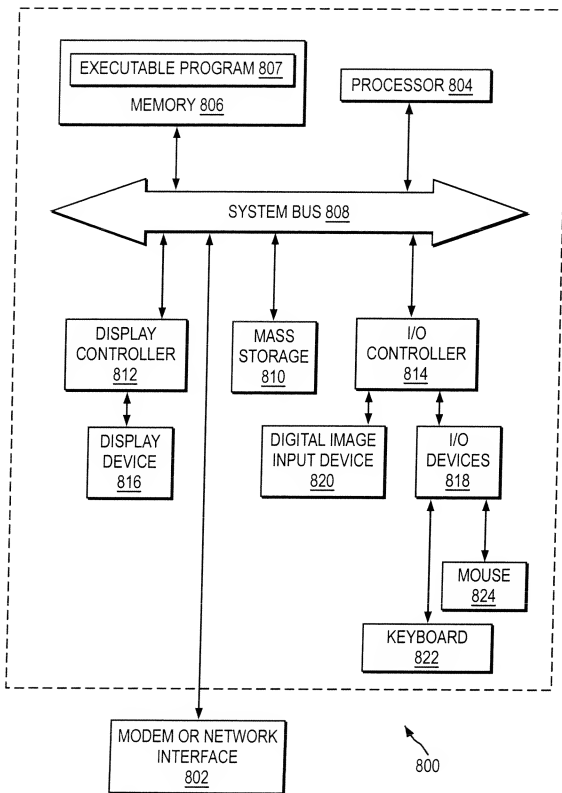 EXECUTABLE PROGRAM 807
MEMORY 806
PROCESSOR 804
SYSTEM BUS 808
DISPLAY
CONTROLLER
812
MASS
STORAGE
810
I/O
CONTROLLER
814
DISPLAY
DEVICE
816
DIGITAL IMAGE
INPUT DEVICE
820
I/O
DEVICES
818
MOUSE
824
KEYBOARD
822
MODEM OR NETWORK
INTERFACE
802
800